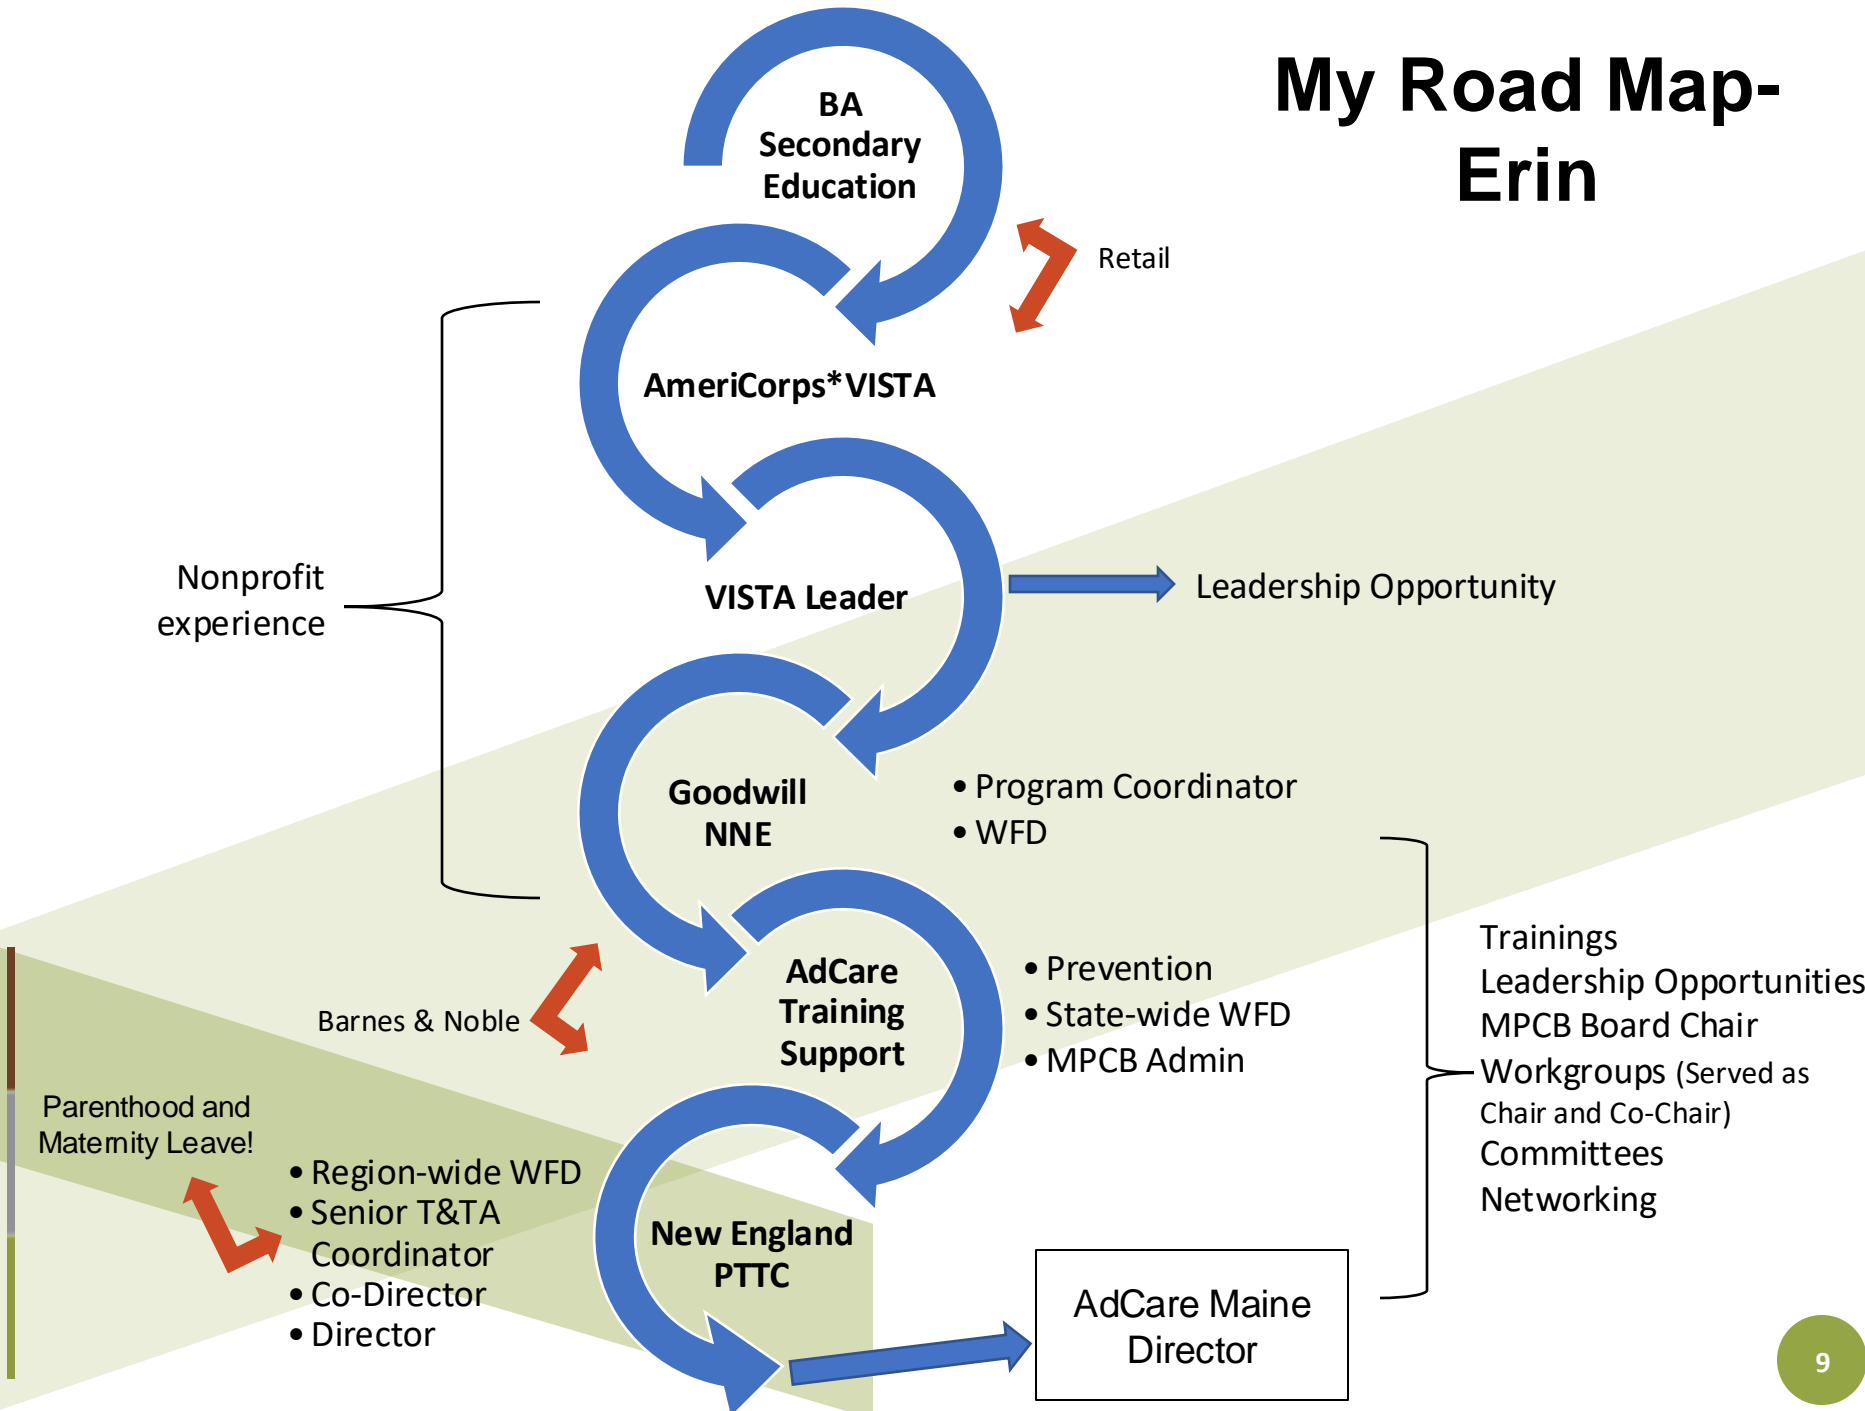 My Road Map-
Erin
BA
Secondary
Education
Retail
AmeriCorps*VISTA
Nonprofit
experience
VISTA Leader
Leadership Opportunity
Goodwill
NNE
• Program Coordinator
• WFD
AdCare
Training
Support
• Prevention
• State-wide WFD
• MPCB Admin
Barnes & Noble
Trainings
Leadership Opportunities
MPCB Board Chair
Workgroups (Served as
Chair and Co-Chair)
Committees
Networking
Parenthood and
Maternity Leave!
• Region-wide WFD
• Senior T&TA
Coordinator
• Co-Director
• Director
New England
PTTC
AdCare Maine
Director
9